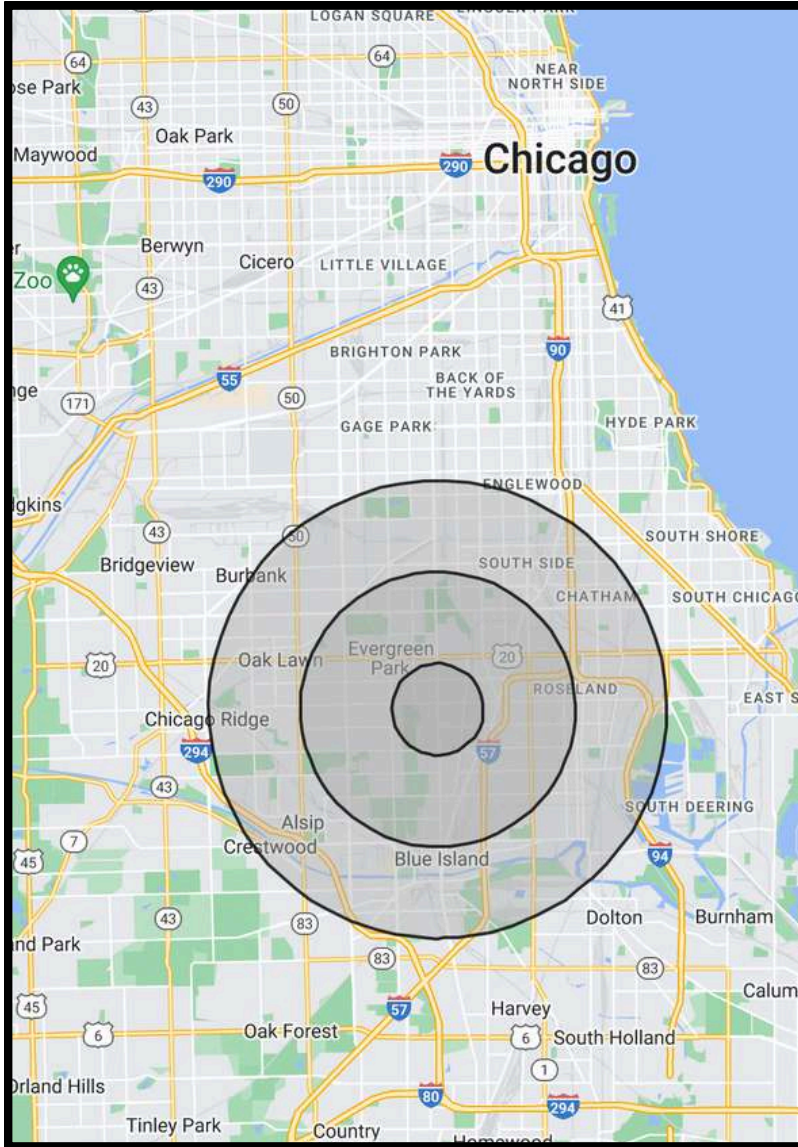 LOGAN SQUARE
64
64
NEAR
NORTH SIDE
ose Park
43
50
Oak Park
Maywood
290
290
Chicago
Berwyn
Cicero
LITTLE VILLAGE
Zoo
43
41
BRIGHTON PARK
90
55
BACK OF
THE YARDS
171
50
GAGE PARK
HYDE PARK
ENGLEWOOD
43
50
SOUTH SHORE
Bridgeview
Burbank
SOUTH SIDE
CHATHAM
SOUTH CHICAGO
20
Oak Lawn
Evergreen
Park
20
ROSELAND
EAST S
Chicago Ridge
294
57
43
SOUTH DEERING
Alsip
Crestwood
7
45
Blue Island
94
43
83
Dolton
Burnham
nd Park
83
83
Calum
45
57
Harvey
6
Oak Forest
6
South Holland
1
Orland Hills
80
294
Tinley Park
Country